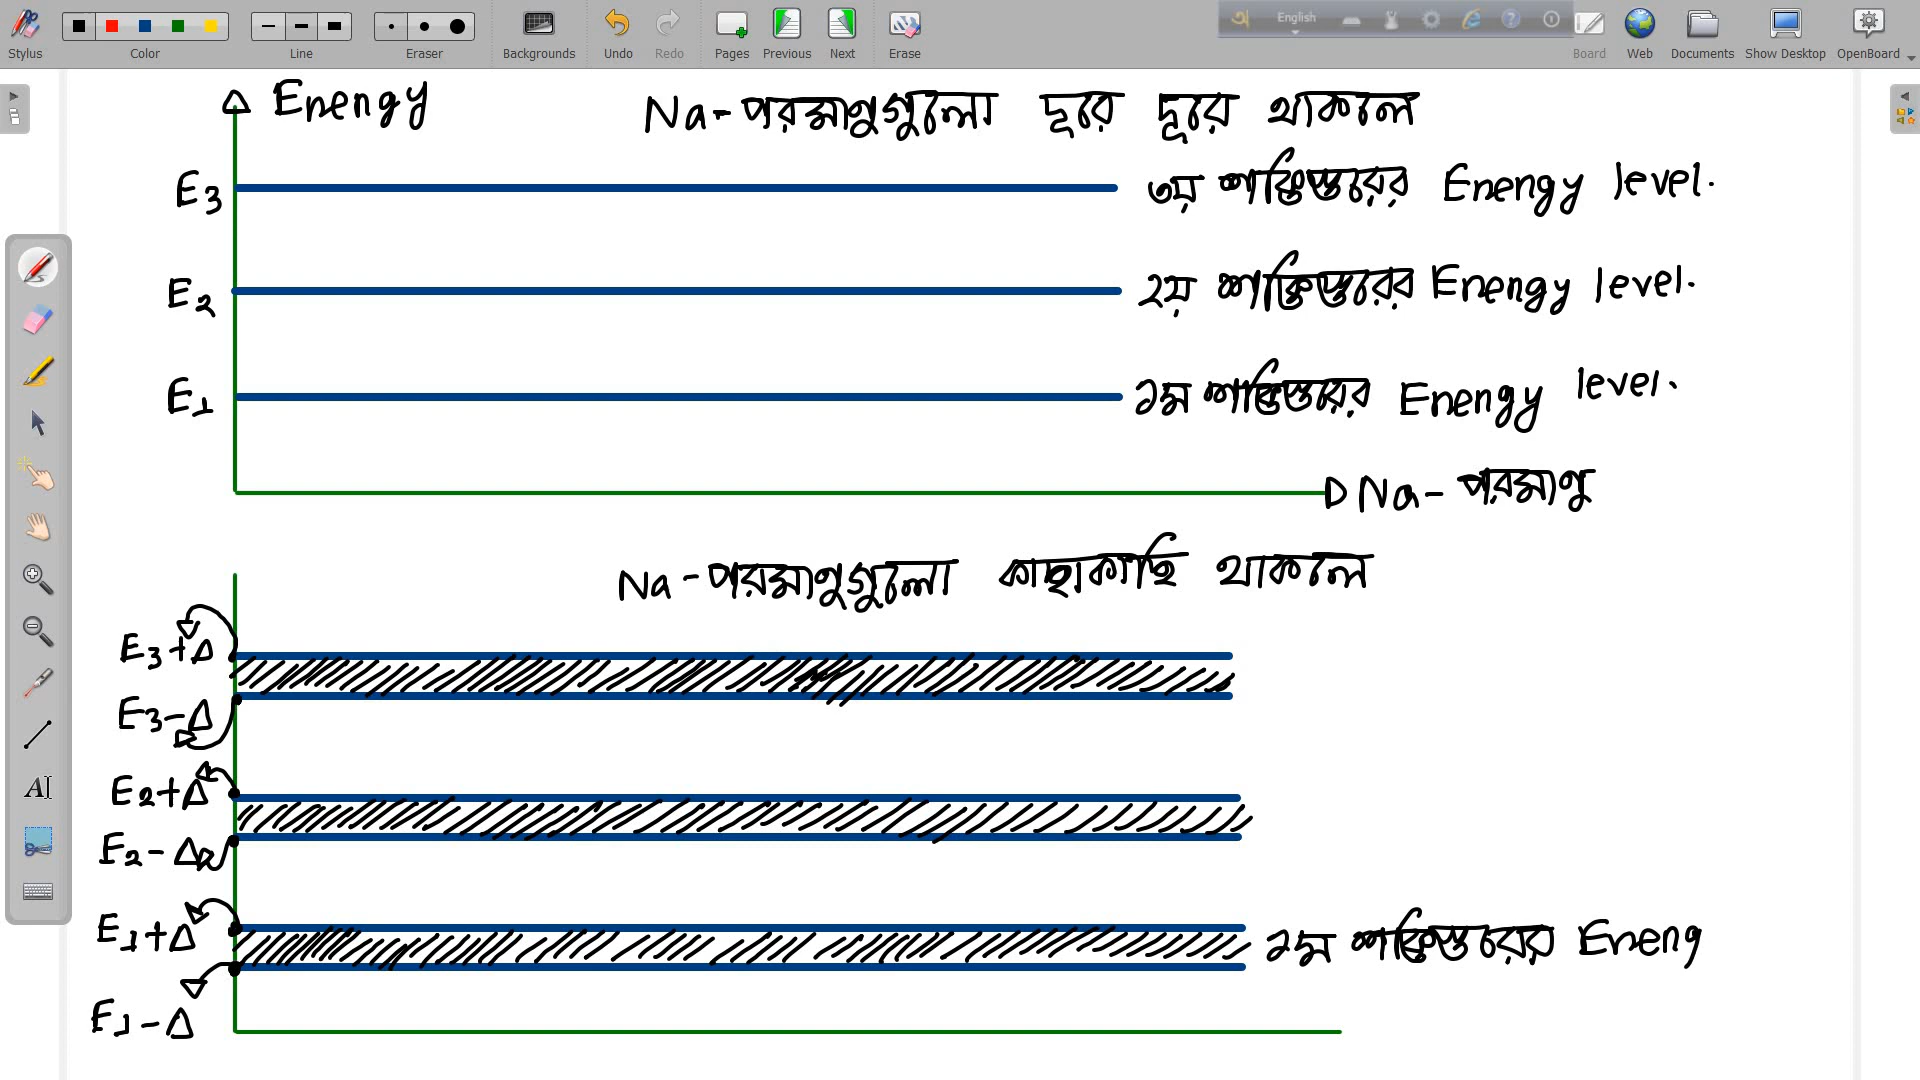 Stylus Color Line Eraser Backgrounds Undo Redo Pages Previous Next Erase English Board Web Documents Show Desktop OpenBoard
Energy
Na-পরমাণুগুলো দূরে দূরে থাকলে
E3 ৩য় শক্তিস্তরের Energy level.
E2 ২য় শক্তিস্তরের Energy level.
E1 ১ম শক্তিস্তরের Energy level.
Na- পরমাণু
Na-পরমাণুগুলো কাছাকাছি থাকলে
E3+Δ
E3-Δ
E2+Δ
E2-Δ
E1+Δ ১ম শক্তিস্তরের Energ
E1-Δ